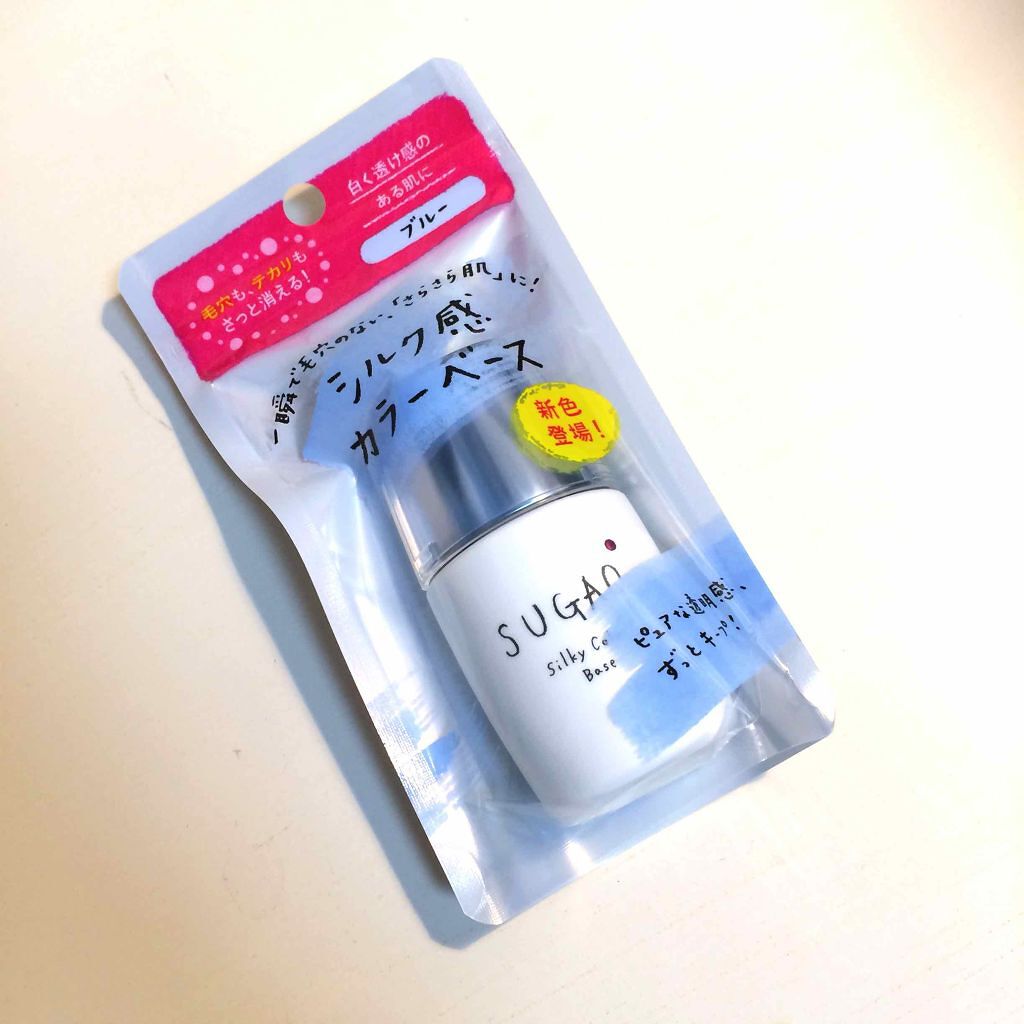 白く透け感の
ある肌に
ブルー
毛穴も、テカリも
さっと消える!
一瞬で毛穴のない、「さらさら肌」に!
シルク感
カラーベース
新色
登場!
SUGAO
Silky Co
Base
ピュアな透明感、
ずっとキープ!